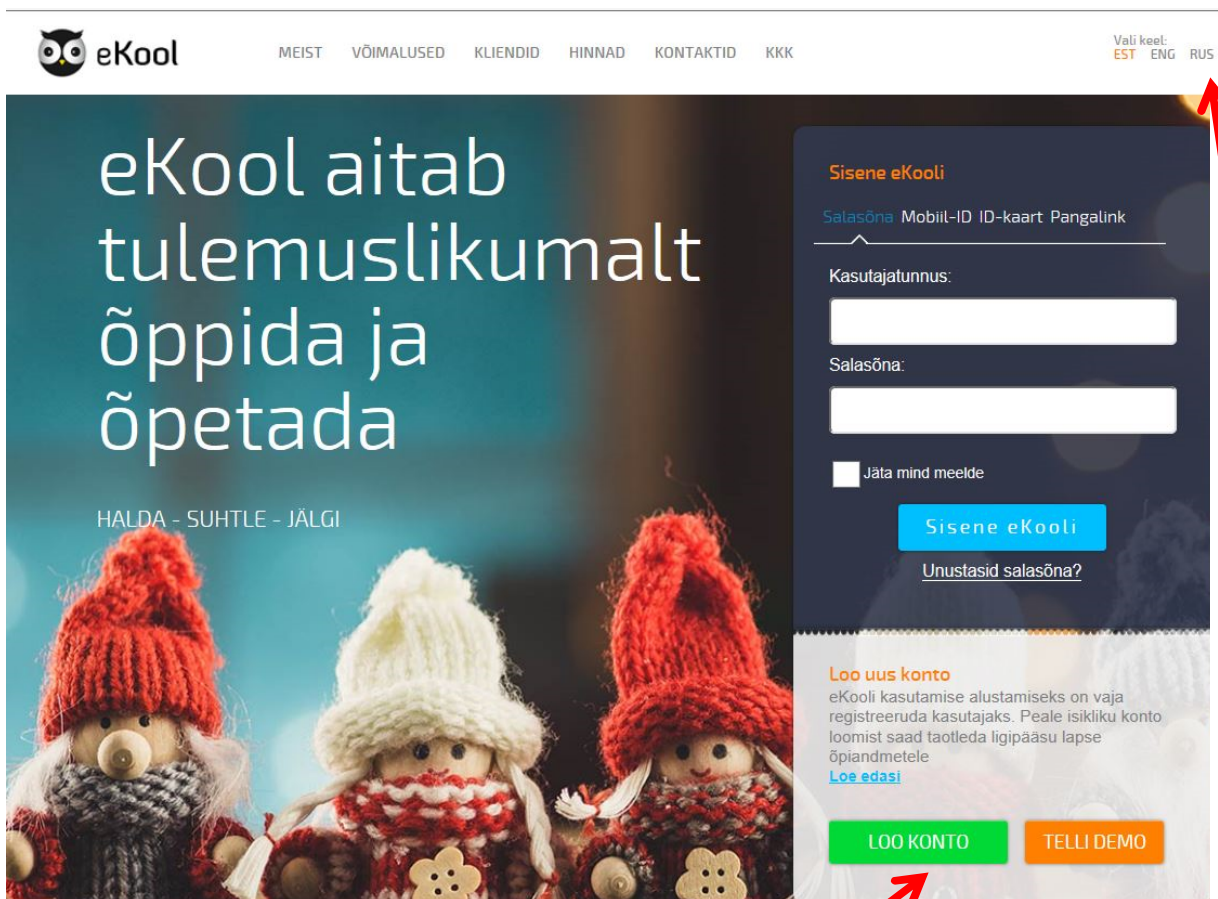 eKool
MEIST VÕIMALUSED KLIENDID HINNAD KONTAKTID KKK
Vali keel:
EST ENG RUS
eKool aitab
tulemuslikumalt
õppida ja
õpetada
HALDA - SUHTLE - JÄLGI
Sisene eKooli
Salasõna Mobiil-ID ID-kaart Pangalink
Kasutajatunnus:
Salasõna:
Jäta mind meelde
Sisene eKooli
Unustasid salasõna?
Loo uus konto
eKooli kasutamise alustamiseks on vaja
registreeruda kasutajaks. Peale isikliku konto
loomist saad taotleda ligipääsu lapse
õpiandmetele
Loe edasi
LOO KONTO TELLI DEMO